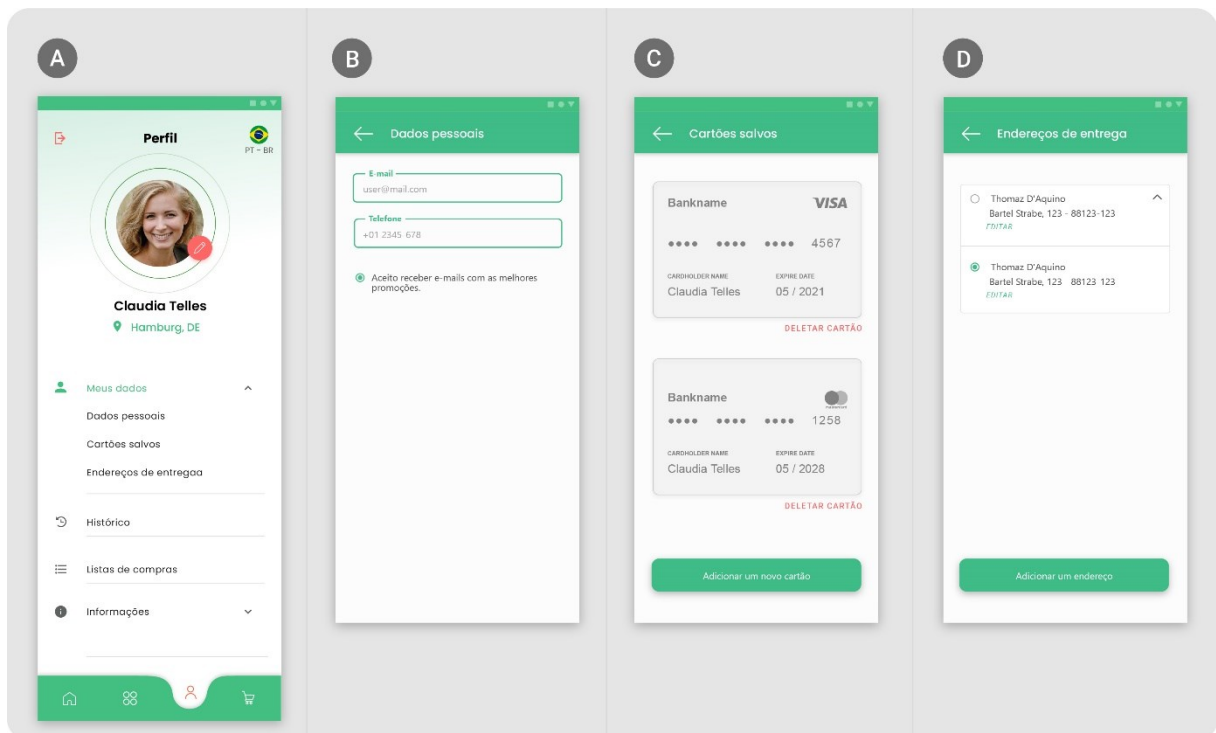 A
Perfil
PT - BR
Claudia Telles
Hamburg, DE
Meus dados
Dados pessoais
Cartões salvos
Endereços de entregaa
Histórico
Listas de compras
Informações
B
Dados pessoais
E-mail
user@mail.com
Telefone
+01 2345 678
Aceito receber e-mails com as melhores
promoções.
C
Cartões salvos
Bankname VISA
•••• •••• •••• 4567
CARDHOLDER NAME EXPIRE DATE
Claudia Telles 05 / 2021
DELETAR CARTÃO
Bankname
•••• •••• •••• 1258
CARDHOLDER NAME EXPIRE DATE
Claudia Telles 05 / 2028
DELETAR CARTÃO
Adicionar um novo cartão
D
Endereços de entrega
Thomaz D'Aquino
Bartel Strabe, 123 - 88123-123
EDITAR
Thomaz D'Aquino
Bartel Strabe, 123 88123 123
EDITAR
Adicionar um endereço